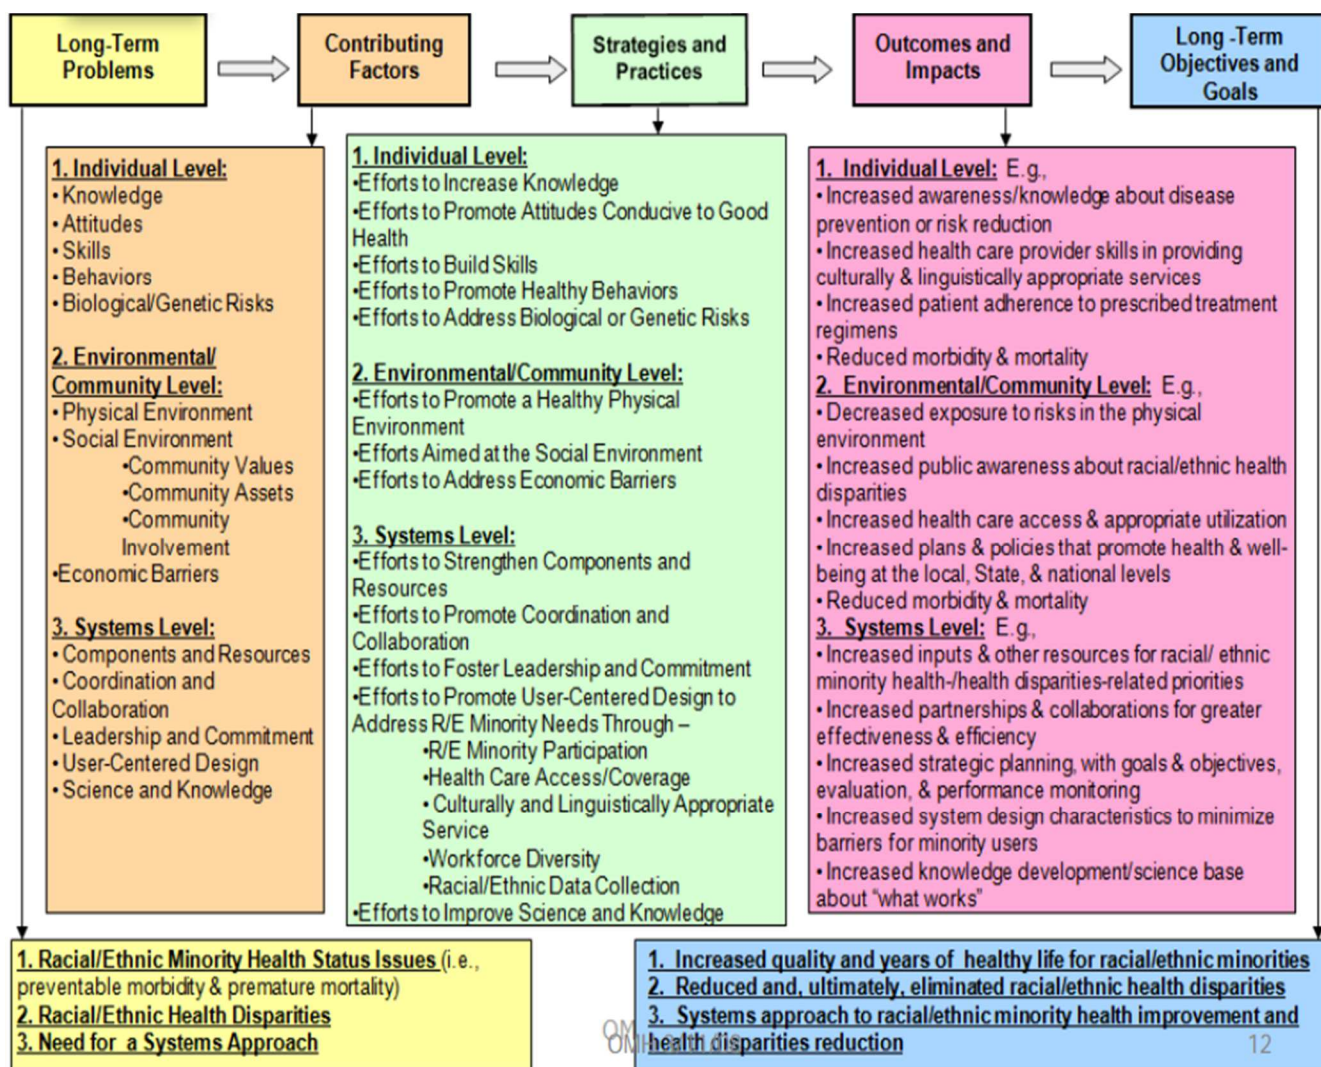 Long-Term
Problems
Contributing
Factors
Strategies and
Practices
Outcomes and
Impacts
Long -Term
Objectives and
Goals
1. Individual Level:
• Knowledge
• Attitudes
• Skills
• Behaviors
• Biological/Genetic Risks
2. Environmental/
Community Level:
• Physical Environment
• Social Environment
•Community Values
•Community Assets
•Community
Involvement
•Economic Barriers
3. Systems Level:
• Components and Resources
• Coordination and
Collaboration
• Leadership and Commitment
• User-Centered Design
• Science and Knowledge
1. Individual Level:
•Efforts to Increase Knowledge
•Efforts to Promote Attitudes Conducive to Good
Health
•Efforts to Build Skills
•Efforts to Promote Healthy Behaviors
•Efforts to Address Biological or Genetic Risks
2. Environmental/Community Level:
•Efforts to Promote a Healthy Physical
Environment
•Efforts Aimed at the Social Environment
•Efforts to Address Economic Barriers
3. Systems Level:
•Efforts to Strengthen Components and
Resources
•Efforts to Promote Coordination and
Collaboration
•Efforts to Foster Leadership and Commitment
•Efforts to Promote User-Centered Design to
Address R/E Minority Needs Through –
•R/E Minority Participation
•Health Care Access/Coverage
• Culturally and Linguistically Appropriate
Service
•Workforce Diversity
•Racial/Ethnic Data Collection
•Efforts to Improve Science and Knowledge
1. Individual Level: E.g.,
• Increased awareness/knowledge about disease
prevention or risk reduction
• Increased health care provider skills in providing
culturally & linguistically appropriate services
• Increased patient adherence to prescribed treatment
regimens
• Reduced morbidity & mortality
2. Environmental/Community Level: E.g.,
• Decreased exposure to risks in the physical
environment
• Increased public awareness about racial/ethnic health
disparities
• Increased health care access & appropriate utilization
• Increased plans & policies that promote health & well-
being at the local, State, & national levels
• Reduced morbidity & mortality
3. Systems Level: E.g.,
• Increased inputs & other resources for racial/ ethnic
minority health-/health disparities-related priorities
• Increased partnerships & collaborations for greater
effectiveness & efficiency
• Increased strategic planning, with goals & objectives,
evaluation, & performance monitoring
• Increased system design characteristics to minimize
barriers for minority users
• Increased knowledge development/science base
about “what works”
1. Racial/Ethnic Minority Health Status Issues (i.e.,
preventable morbidity & premature mortality)
2. Racial/Ethnic Health Disparities
3. Need for a Systems Approach
1. Increased quality and years of healthy life for racial/ethnic minorities
2. Reduced and, ultimately, eliminated racial/ethnic health disparities
3. Systems approach to racial/ethnic minority health improvement and
health disparities reduction
12